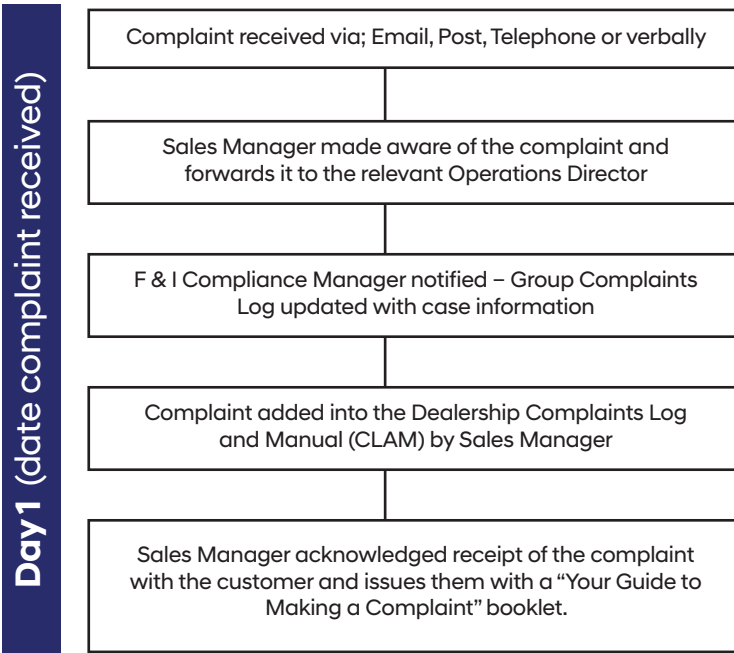 Day 1 (date complaint received)
Complaint received via; Email, Post, Telephone or verbally
Sales Manager made aware of the complaint and
forwards it to the relevant Operations Director
F & I Compliance Manager notified – Group Complaints
Log updated with case information
Complaint added into the Dealership Complaints Log
and Manual (CLAM) by Sales Manager
Sales Manager acknowledged receipt of the complaint
with the customer and issues them with a “Your Guide to
Making a Complaint” booklet.